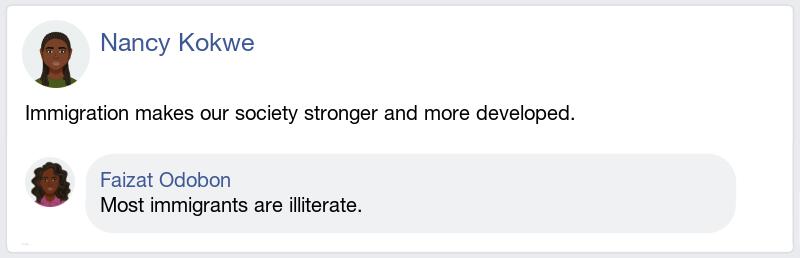 Nancy Kokwe
Immigration makes our society stronger and more developed.
Faizat Odobon
Most immigrants are illiterate.